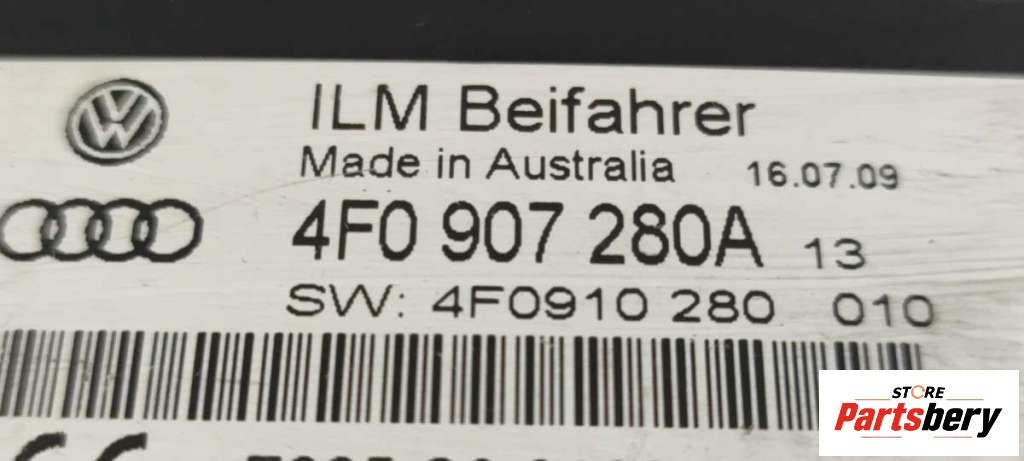 ILM Beifahrer
Made in Australia 16.07.09
4F0 907 280A 13
SW: 4F0910 280 010
STORE
Partsbery